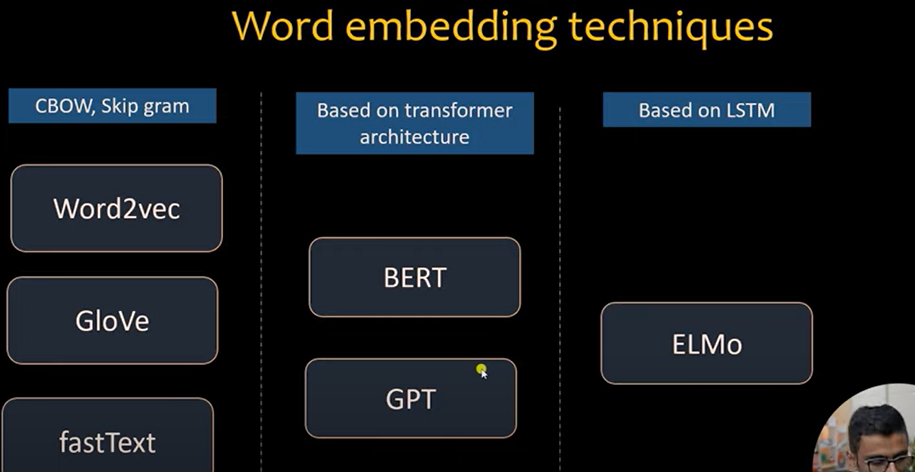 Word embedding techniques
CBOW, Skip gram
Word2vec
GloVe
fastText
Based on transformer
architecture
BERT
GPT
Based on LSTM
ELMo